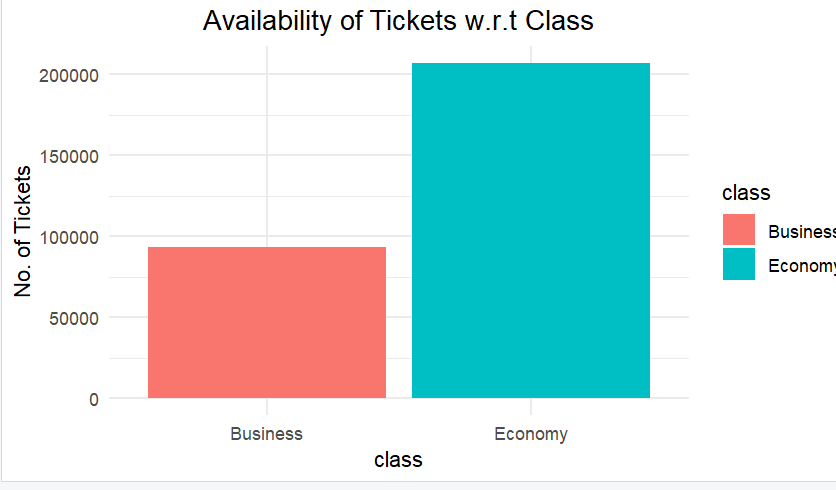 Availability of Tickets w.r.t Class
No. of Tickets
200000
150000
100000
50000
0
Business
Economy
class
class
Business
Economy